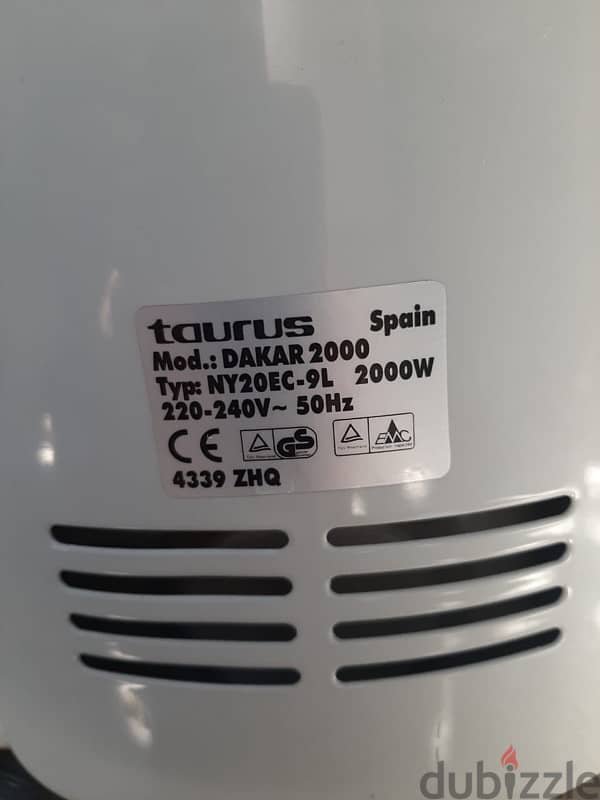 taurus Spain
Mod.: DAKAR 2000
Typ: NY20EC-9L 2000W
220-240V~ 50Hz
CE GS EMC
4339 ZHQ
dubizzle